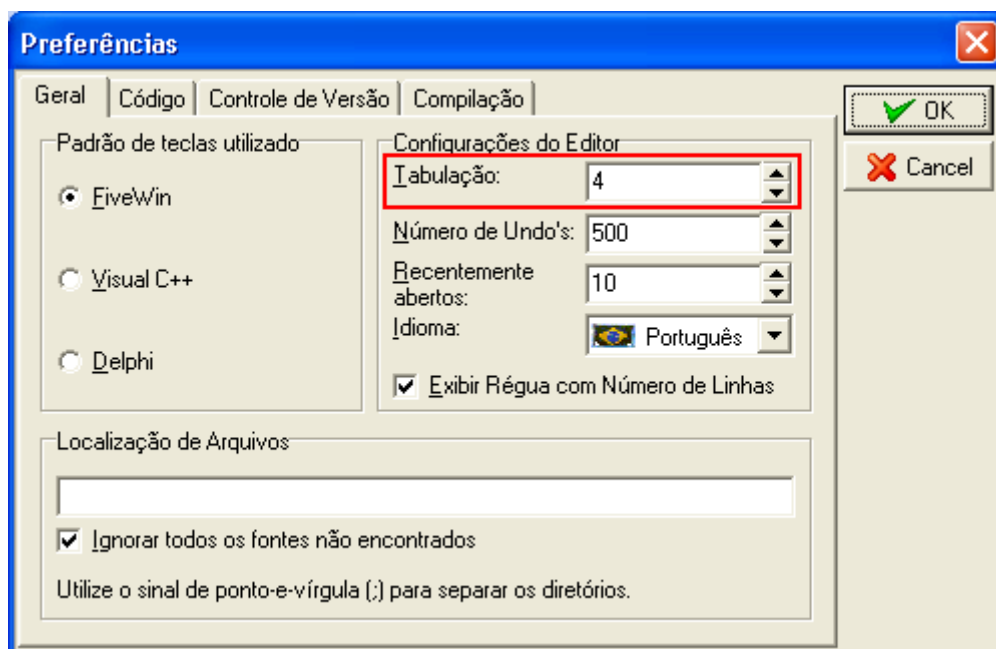 Preferências
Geral Código Controle de Versão Compilação
OK
Cancel
Padrão de teclas utilizado
FiveWin
Visual C++
Delphi
Configurações do Editor
Tabulação: 4
Número de Undo's: 500
Recentemente
abertos: 10
Idioma: Português
Exibir Régua com Número de Linhas
Localização de Arquivos
Ignorar todos os fontes não encontrados
Utilize o sinal de ponto-e-vírgula (;) para separar os diretórios.